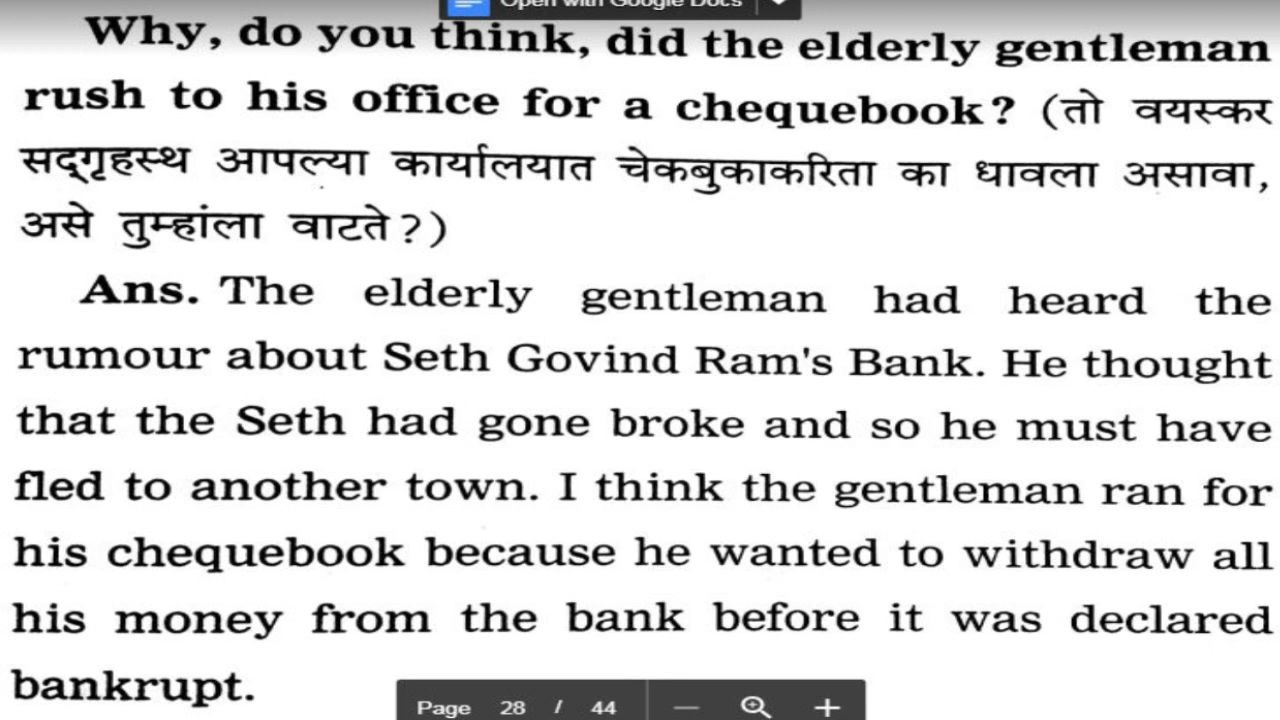 Open with Google Docs
Why, do you think, did the elderly gentleman
rush to his office for a chequebook? (तो वयस्कर
सद्‌गृहस्थ आपल्या कार्यालयात चेकबुकाकरिता का धावला असावा,
असे तुम्हांला वाटते?)
Ans. The elderly gentleman had heard the
rumour about Seth Govind Ram's Bank. He thought
that the Seth had gone broke and so he must have
fled to another town. I think the gentleman ran for
his chequebook because he wanted to withdraw all
his money from the bank before it was declared
bankrupt.
Page 28 / 44 — +